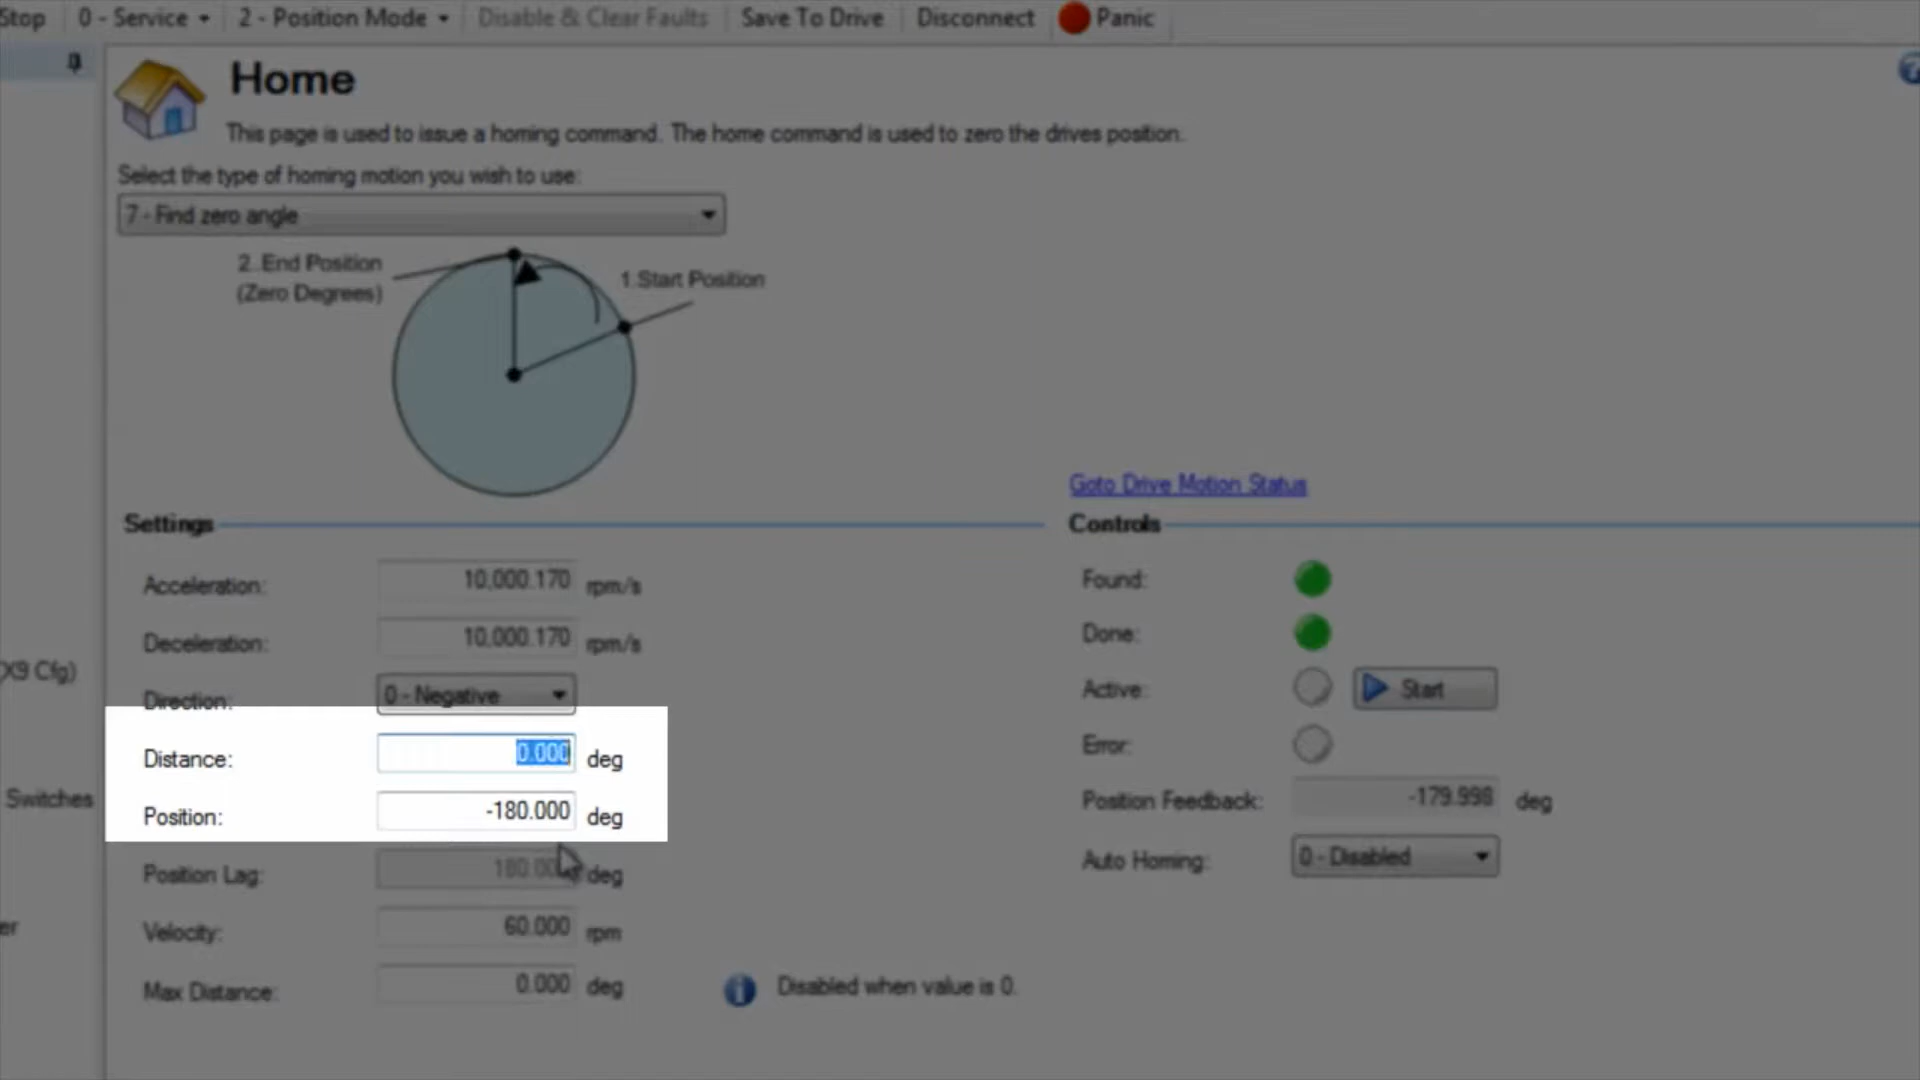 Stop
0 - Service
2 - Position Mode
Disable & Clear Faults
Save To Drive
Disconnect
Panic
Home
This page is used to issue a homing command. The home command is used to zero the drives position.
Select the type of homing motion you wish to use:
7 - Find zero angle
2..End Position
(Zero Degrees)
1.Start Position
Goto Drive Motion Status
Settings
Acceleration: 10,000.170 rpm/s
Deceleration: 10,000.170 rpm/s
Direction: 0 - Negative
Distance: 0.000 deg
Position: -180.000 deg
Position Lag: 180.00 deg
Velocity: 60.000 rpm
Max Distance: 0.000 deg
Disabled when value is 0.
Controls
Found:
Done:
Active: Start
Error:
Position Feedback: -179.998 deg
Auto Homing: 0 - Disabled
X9 Cfg)
Switches
er